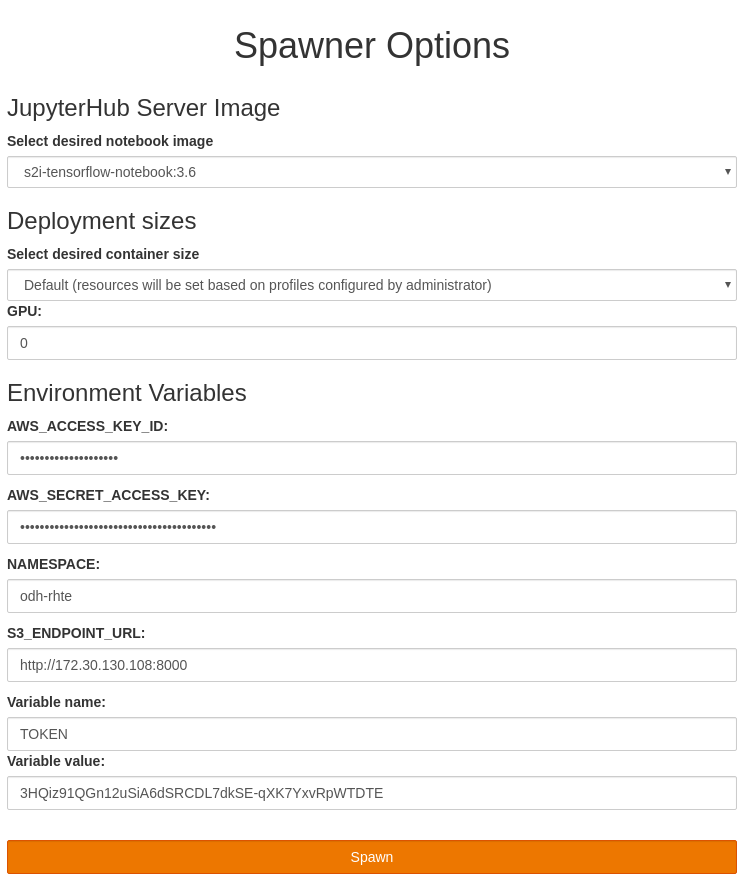 Spawner Options
JupyterHub Server Image
Select desired notebook image
s2i-tensorflow-notebook:3.6
Deployment sizes
Select desired container size
Default (resources will be set based on profiles configured by administrator)
GPU:
0
Environment Variables
AWS_ACCESS_KEY_ID:
••••••••••••••••••••
AWS_SECRET_ACCESS_KEY:
••••••••••••••••••••••••••••••••••••••••
NAMESPACE:
odh-rhte
S3_ENDPOINT_URL:
http://172.30.130.108:8000
Variable name:
TOKEN
Variable value:
3HQiz91QGn12uSiA6dSRCDL7dkSE-qXK7YxvRpWTDTE
Spawn